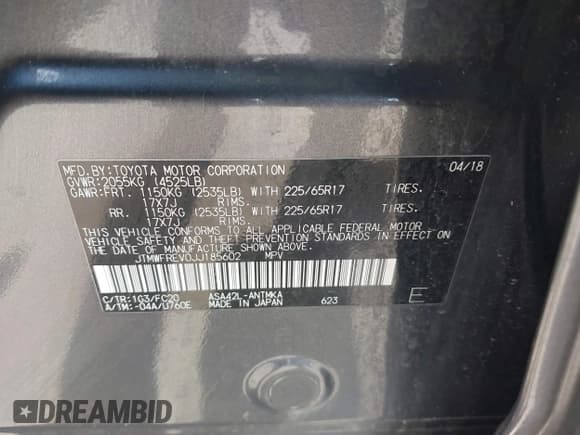 MFD.BY:TOYOTA MOTOR CORPORATION 04/18
GVWR:2055KG (4525LB)
GAWR:FRT. 1150KG (2535LB) WITH 225/65R17 TIRES.
17X7J RIMS.
RR. 1150KG (2535LB) WITH 225/65R17 TIRES.
17X7J RIMS.
THIS VEHICLE CONFORMS TO ALL APPLICABLE FEDERAL MOTOR
VEHICLE SAFETY AND THEFT PREVENTION STANDARDS IN EFFECT ON
THE DATE OF MANUFACTURE SHOWN ABOVE.
JTMWFREV0JJ185602 MPV
C/TR:1G3/FC20 ASA42L-ANTMKA
A/TM:-04A/U760E MADE IN JAPAN 623 E
DREAMBID